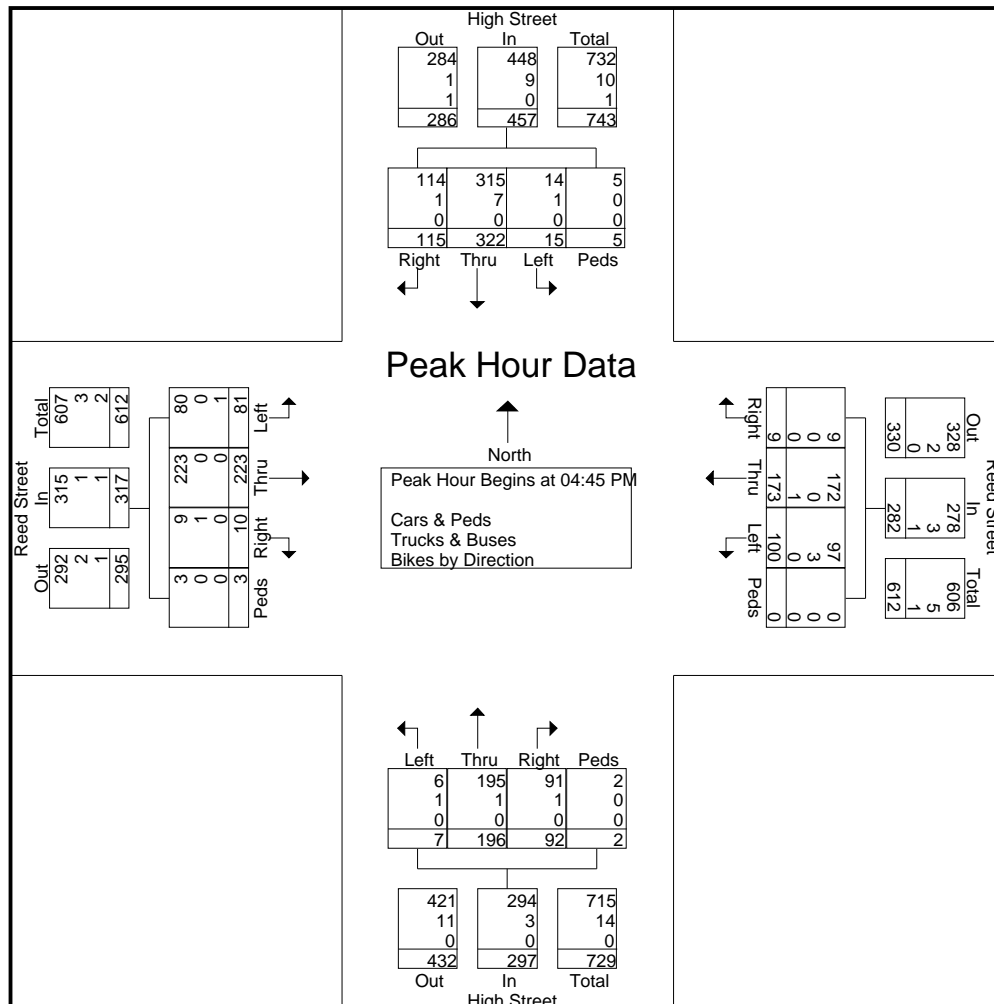 High Street
Out In Total
284 448 732
1 9 10
1 0 1
286 457 743
114 315 14 5
1 7 1 0
0 0 0 0
115 322 15 5
Right Thru Left Peds
Peak Hour Data
North
Peak Hour Begins at 04:45 PM
Cars & Peds
Trucks & Buses
Bikes by Direction
Reed Street
Total In Out
607 315 292
3 1 2
2 1 1
612 317 295
80 223 9 3
0 0 1 0
1 0 0 0
81 223 10 3
Left Thru Right Peds
Right Thru Left Peds
9 172 97 0
0 0 3 0
0 1 0 0
9 173 100 0
Reed Street
Out In Total
328 278 606
2 3 5
0 1 1
330 282 612
Left Thru Right Peds
6 195 91 2
1 1 1 0
0 0 0 0
7 196 92 2
421 294 715
11 3 14
0 0 0
432 297 729
Out In Total
High Street